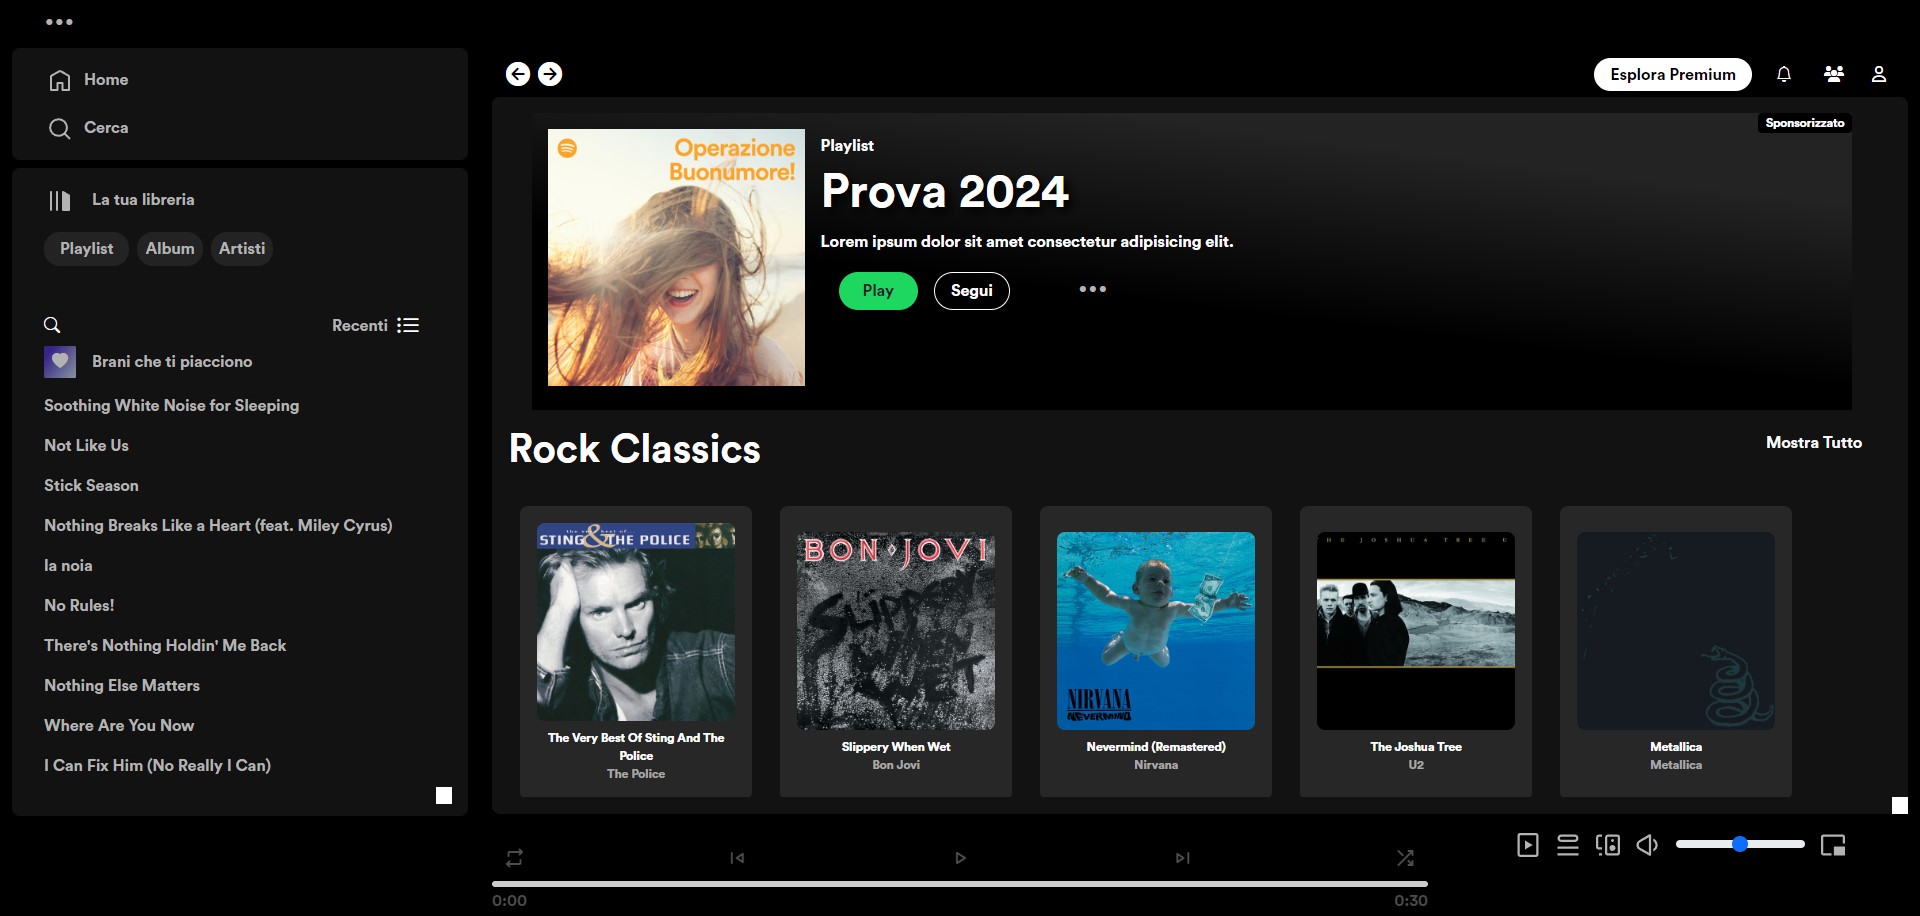 Home
Cerca
La tua libreria
Playlist Album Artisti
Recenti
Brani che ti piacciono
Soothing White Noise for Sleeping
Not Like Us
Stick Season
Nothing Breaks Like a Heart (feat. Miley Cyrus)
la noia
No Rules!
There's Nothing Holdin' Me Back
Nothing Else Matters
Where Are You Now
I Can Fix Him (No Really I Can)
Esplora Premium
Sponsorizzato
Operazione
Buonumore!
Playlist
Prova 2024
Lorem ipsum dolor sit amet consectetur adipisicing elit.
Play Segui
Rock Classics
Mostra Tutto
the very best of
STING & THE POLICE
The Very Best Of Sting And The
Police
The Police
BON JOVI
SLIPPERY
WHEN
WET
Slippery When Wet
Bon Jovi
NIRVANA
NEVERMIND
Nevermind (Remastered)
Nirvana
HE JOSHUA TREE U
The Joshua Tree
U2
Metallica
Metallica
0:00
0:30